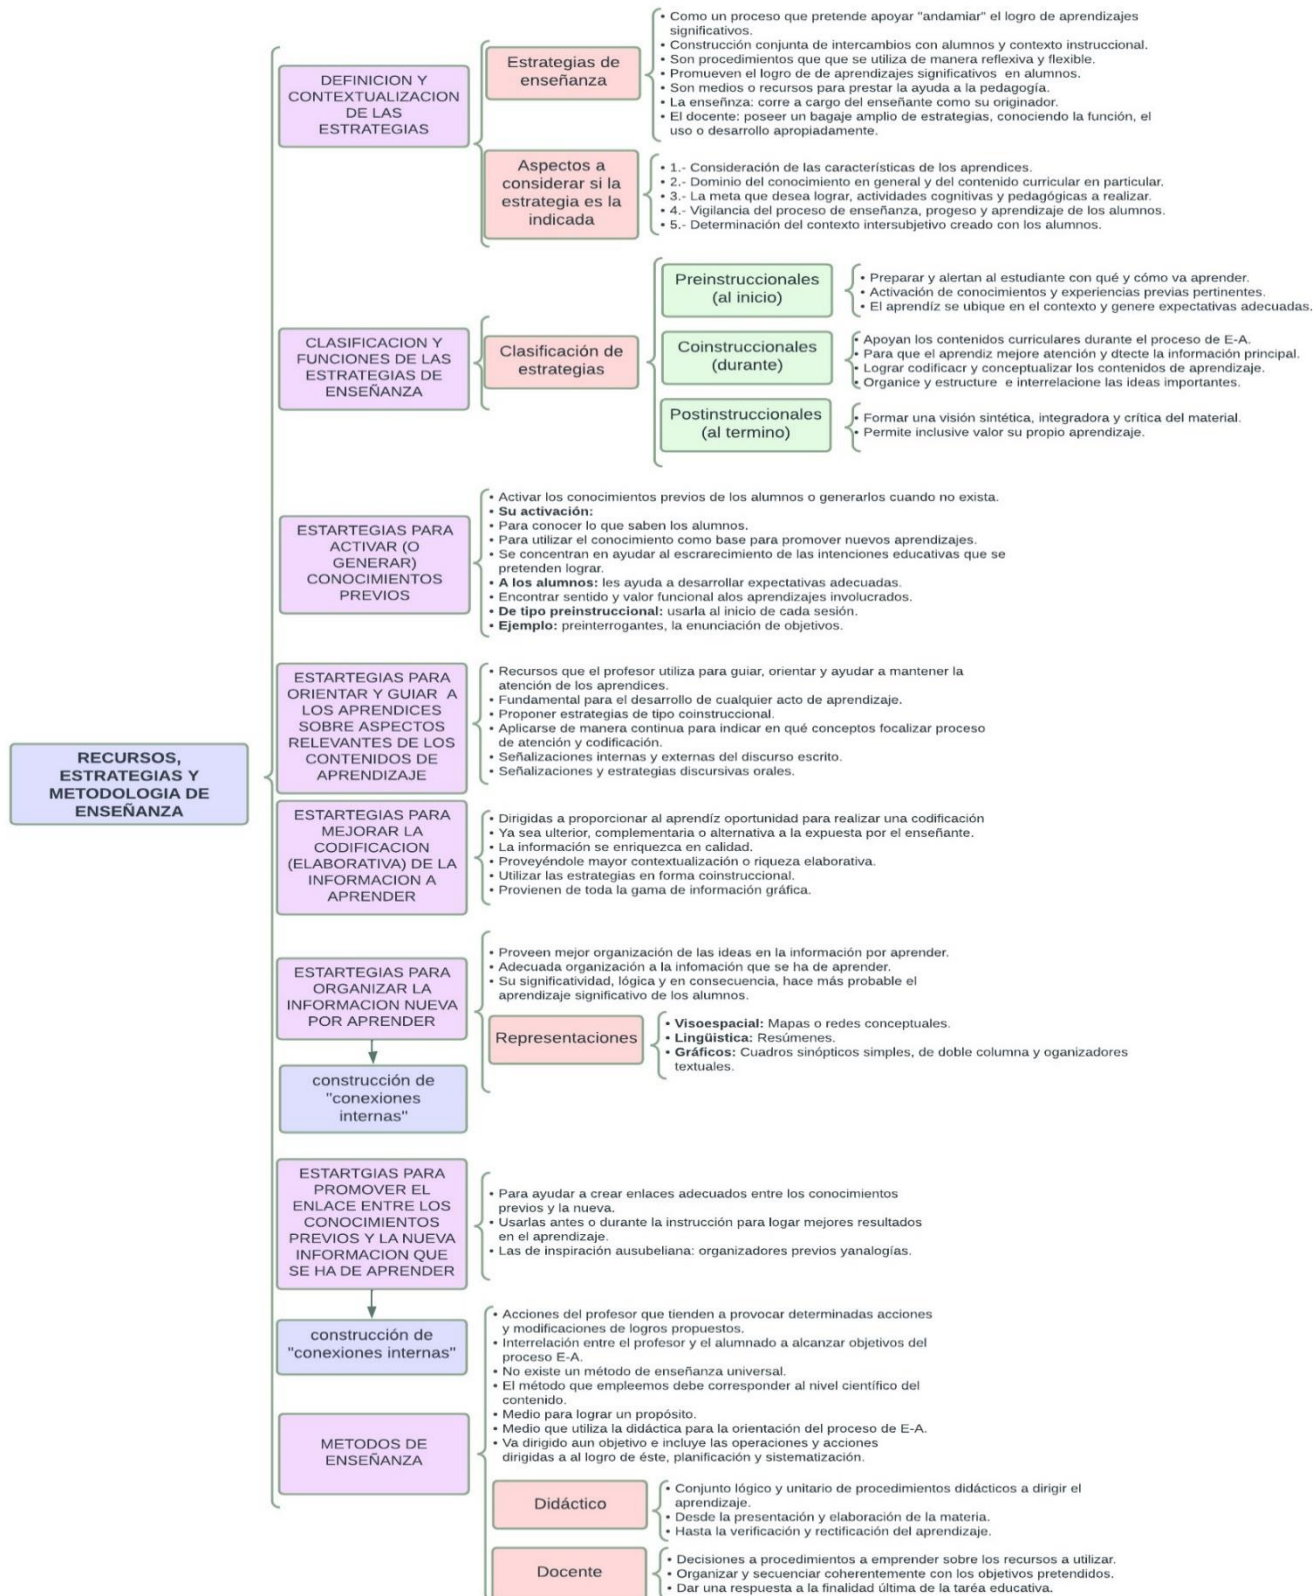 RECURSOS,
ESTRATEGIAS Y
METODOLOGIA DE
ENSEÑANZA
DEFINICION Y
CONTEXTUALIZACION
DE LAS
ESTRATEGIAS
Estrategias de
enseñanza
• Como un proceso que pretende apoyar "andamiar" el logro de aprendizajes
significativos.
• Construcción conjunta de intercambios con alumnos y contexto instruccional.
• Son procedimientos que que se utiliza de manera reflexiva y flexible.
• Promueven el logro de de aprendizajes significativos en alumnos.
• Son medios o recursos para prestar la ayuda a la pedagogía.
• La enseñnza: corre a cargo del enseñante como su originador.
• El docente: poseer un bagaje amplio de estrategias, conociendo la función, el
uso o desarrollo apropiadamente.
Aspectos a
considerar si la
estrategia es la
indicada
• 1.- Consideración de las características de los aprendices.
• 2.- Dominio del conocimiento en general y del contenido curricular en particular.
• 3.- La meta que desea lograr, actividades cognitivas y pedagógicas a realizar.
• 4.- Vigilancia del proceso de enseñanza, progeso y aprendizaje de los alumnos.
• 5.- Determinación del contexto intersubjetivo creado con los alumnos.
CLASIFICACION Y
FUNCIONES DE LAS
ESTRATEGIAS DE
ENSEÑANZA
Clasificación de
estrategias
Preinstruccionales
(al inicio)
• Preparar y alertan al estudiante con qué y cómo va aprender.
• Activación de conocimientos y experiencias previas pertinentes.
• El aprendíz se ubique en el contexto y genere expectativas adecuadas.
Coinstruccionales
(durante)
• Apoyan los contenidos curriculares durante el proceso de E-A.
• Para que el aprendiz mejore atención y dtecte la información principal.
• Lograr codificacr y conceptualizar los contenidos de aprendizaje.
• Organice y estructure e interrelacione las ideas importantes.
Postinstruccionales
(al termino)
• Formar una visión sintética, integradora y crítica del material.
• Permite inclusive valor su propio aprendizaje.
ESTARTEGIAS PARA
ACTIVAR (O
GENERAR)
CONOCIMIENTOS
PREVIOS
• Activar los conocimientos previos de los alumnos o generarlos cuando no exista.
• Su activación:
• Para conocer lo que saben los alumnos.
• Para utilizar el conocimiento como base para promover nuevos aprendizajes.
• Se concentran en ayudar al escrarecimiento de las intenciones educativas que se
pretenden lograr.
• A los alumnos: les ayuda a desarrollar expectativas adecuadas.
• Encontrar sentido y valor funcional alos aprendizajes involucrados.
• De tipo preinstruccional: usarla al inicio de cada sesión.
• Ejemplo: preinterrogantes, la enunciación de objetivos.
ESTARTEGIAS PARA
ORIENTAR Y GUIAR A
LOS APRENDICES
SOBRE ASPECTOS
RELEVANTES DE LOS
CONTENIDOS DE
APRENDIZAJE
• Recursos que el profesor utiliza para guiar, orientar y ayudar a mantener la
atención de los aprendices.
• Fundamental para el desarrollo de cualquier acto de aprendizaje.
• Proponer estrategias de tipo coinstruccional.
• Aplicarse de manera continua para indicar en qué conceptos focalizar proceso
de atención y codificación.
• Señalizaciones internas y externas del discurso escrito.
• Señalizaciones y estrategias discursivas orales.
ESTARTEGIAS PARA
MEJORAR LA
CODIFICACION
(ELABORATIVA) DE LA
INFORMACION A
APRENDER
• Dirigidas a proporcionar al aprendíz oportunidad para realizar una codificación
• Ya sea ulterior, complementaria o alternativa a la expuesta por el enseñante.
• La información se enriquezca en calidad.
• Proveyéndole mayor contextualización o riqueza elaborativa.
• Utilizar las estrategias en forma coinstruccional.
• Provienen de toda la gama de información gráfica.
ESTARTEGIAS PARA
ORGANIZAR LA
INFORMACION NUEVA
POR APRENDER
• Proveen mejor organización de las ideas en la información por aprender.
• Adecuada organización a la infomación que se ha de aprender.
• Su significatividad, lógica y en consecuencia, hace más probable el
aprendizaje significativo de los alumnos.
Representaciones
• Visoespacial: Mapas o redes conceptuales.
• Lingüistica: Resúmenes.
• Gráficos: Cuadros sinópticos simples, de doble columna y oganizadores
textuales.
construcción de
"conexiones
internas"
ESTARTGIAS PARA
PROMOVER EL
ENLACE ENTRE LOS
CONOCIMIENTOS
PREVIOS Y LA NUEVA
INFORMACION QUE
SE HA DE APRENDER
• Para ayudar a crear enlaces adecuados entre los conocimientos
previos y la nueva.
• Usarlas antes o durante la instrucción para logar mejores resultados
en el aprendizaje.
• Las de inspiración ausubeliana: organizadores previos yanalogías.
construcción de
"conexiones internas"
METODOS DE
ENSEÑANZA
• Acciones del profesor que tienden a provocar determinadas acciones
y modificaciones de logros propuestos.
• Interrelación entre el profesor y el alumnado a alcanzar objetivos del
proceso E-A.
• No existe un método de enseñanza universal.
• El método que empleemos debe corresponder al nivel científico del
contenido.
• Medio para lograr un propósito.
• Medio que utiliza la didáctica para la orientación del proceso de E-A.
• Va dirigido aun objetivo e incluye las operaciones y acciones
dirigidas a al logro de éste, planificación y sistematización.
Didáctico
• Conjunto lógico y unitario de procedimientos didácticos a dirigir el
aprendizaje.
• Desde la presentación y elaboración de la materia.
• Hasta la verificación y rectificación del aprendizaje.
Docente
• Decisiones a procedimientos a emprender sobre los recursos a utilizar.
• Organizar y secuenciar coherentemente con los objetivos pretendidos.
• Dar una respuesta a la finalidad última de la taréa educativa.